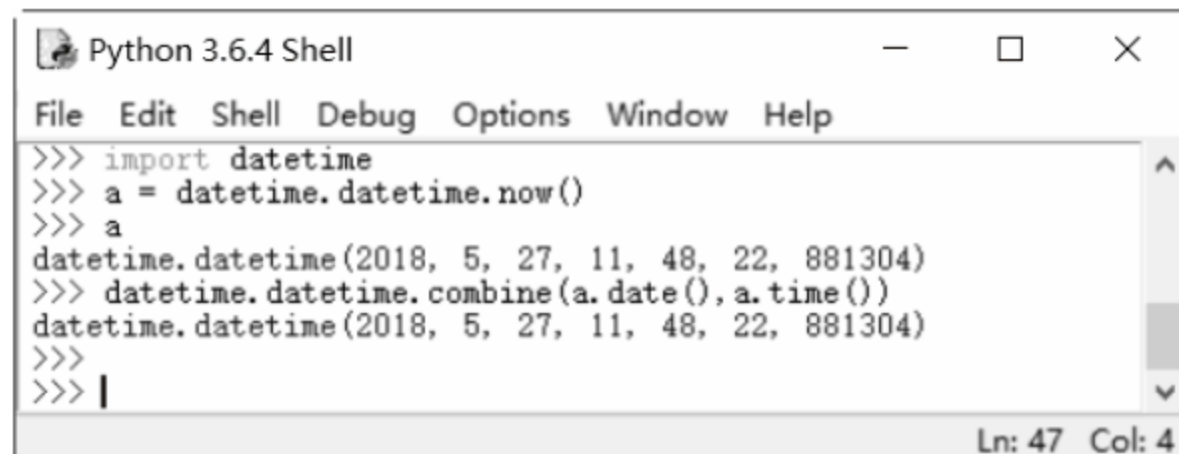 Python 3.6.4 Shell
File Edit Shell Debug Options Window Help
>>> import datetime
>>> a = datetime.datetime.now()
>>> a
datetime.datetime(2018, 5, 27, 11, 48, 22, 881304)
>>> datetime.datetime.combine(a.date(),a.time())
datetime.datetime(2018, 5, 27, 11, 48, 22, 881304)
>>>
>>>
Ln: 47 Col: 4